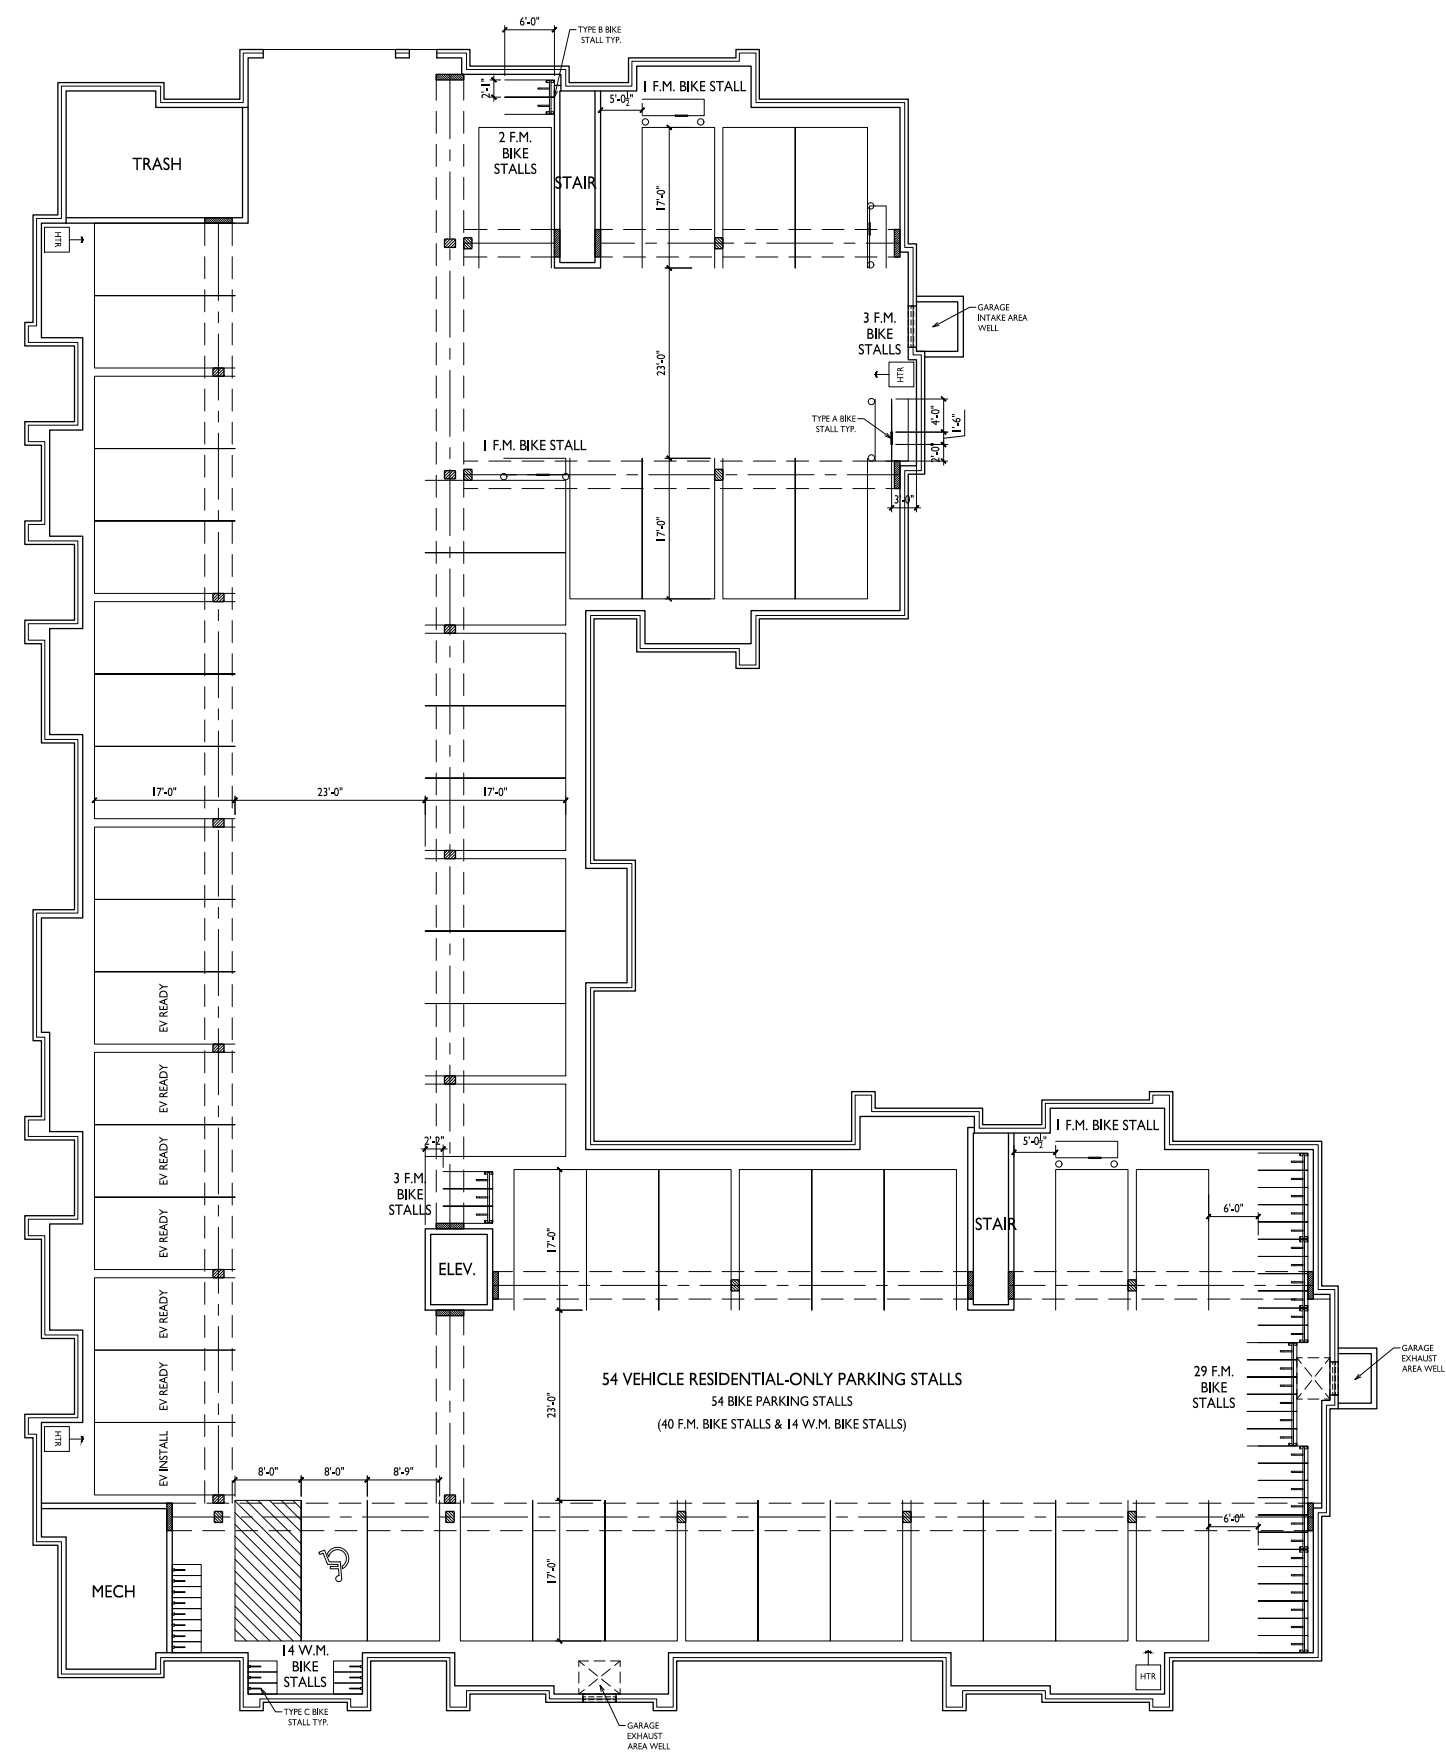 6'-0"
TYPE B BIKE
STALL TYP.
2'-1"
1 F.M. BIKE STALL
5'-0½"
2 F.M.
BIKE
STALLS
TRASH
STAIR
17'-0"
HTR
GARAGE
INTAKE AREA
WELL
3 F.M.
BIKE
STALLS
23'-0"
HTR
TYPE A BIKE
STALL TYP.
4'-0"
1'-6"
2'-0"
1 F.M. BIKE STALL
3'-0"
17'-0"
17'-0"
23'-0"
17'-0"
EV READY
EV READY
EV READY
EV READY
EV READY
EV READY
EV INSTALL
2'-2"
3 F.M.
BIKE
STALLS
ELEV.
17'-0"
1 F.M. BIKE STALL
5'-0½"
STAIR
6'-0"
GARAGE
EXHAUST
AREA WELL
29 F.M.
BIKE
STALLS
54 VEHICLE RESIDENTIAL-ONLY PARKING STALLS
54 BIKE PARKING STALLS
(40 F.M. BIKE STALLS & 14 W.M. BIKE STALLS)
23'-0"
HTR
8'-0"
8'-0"
8'-9"
6'-0"
17'-0"
MECH
14 W.M.
BIKE
STALLS
HTR
TYPE C BIKE
STALL TYP.
GARAGE
EXHAUST
AREA WELL